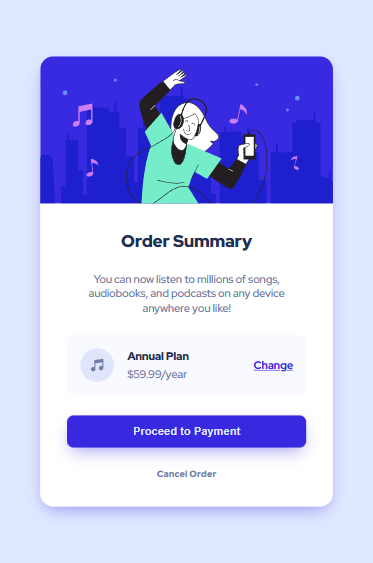 Order Summary
You can now listen to millions of songs,
audiobooks, and podcasts on any device
anywhere you like!
Annual Plan
$59.99/year
Change
Proceed to Payment
Cancel Order